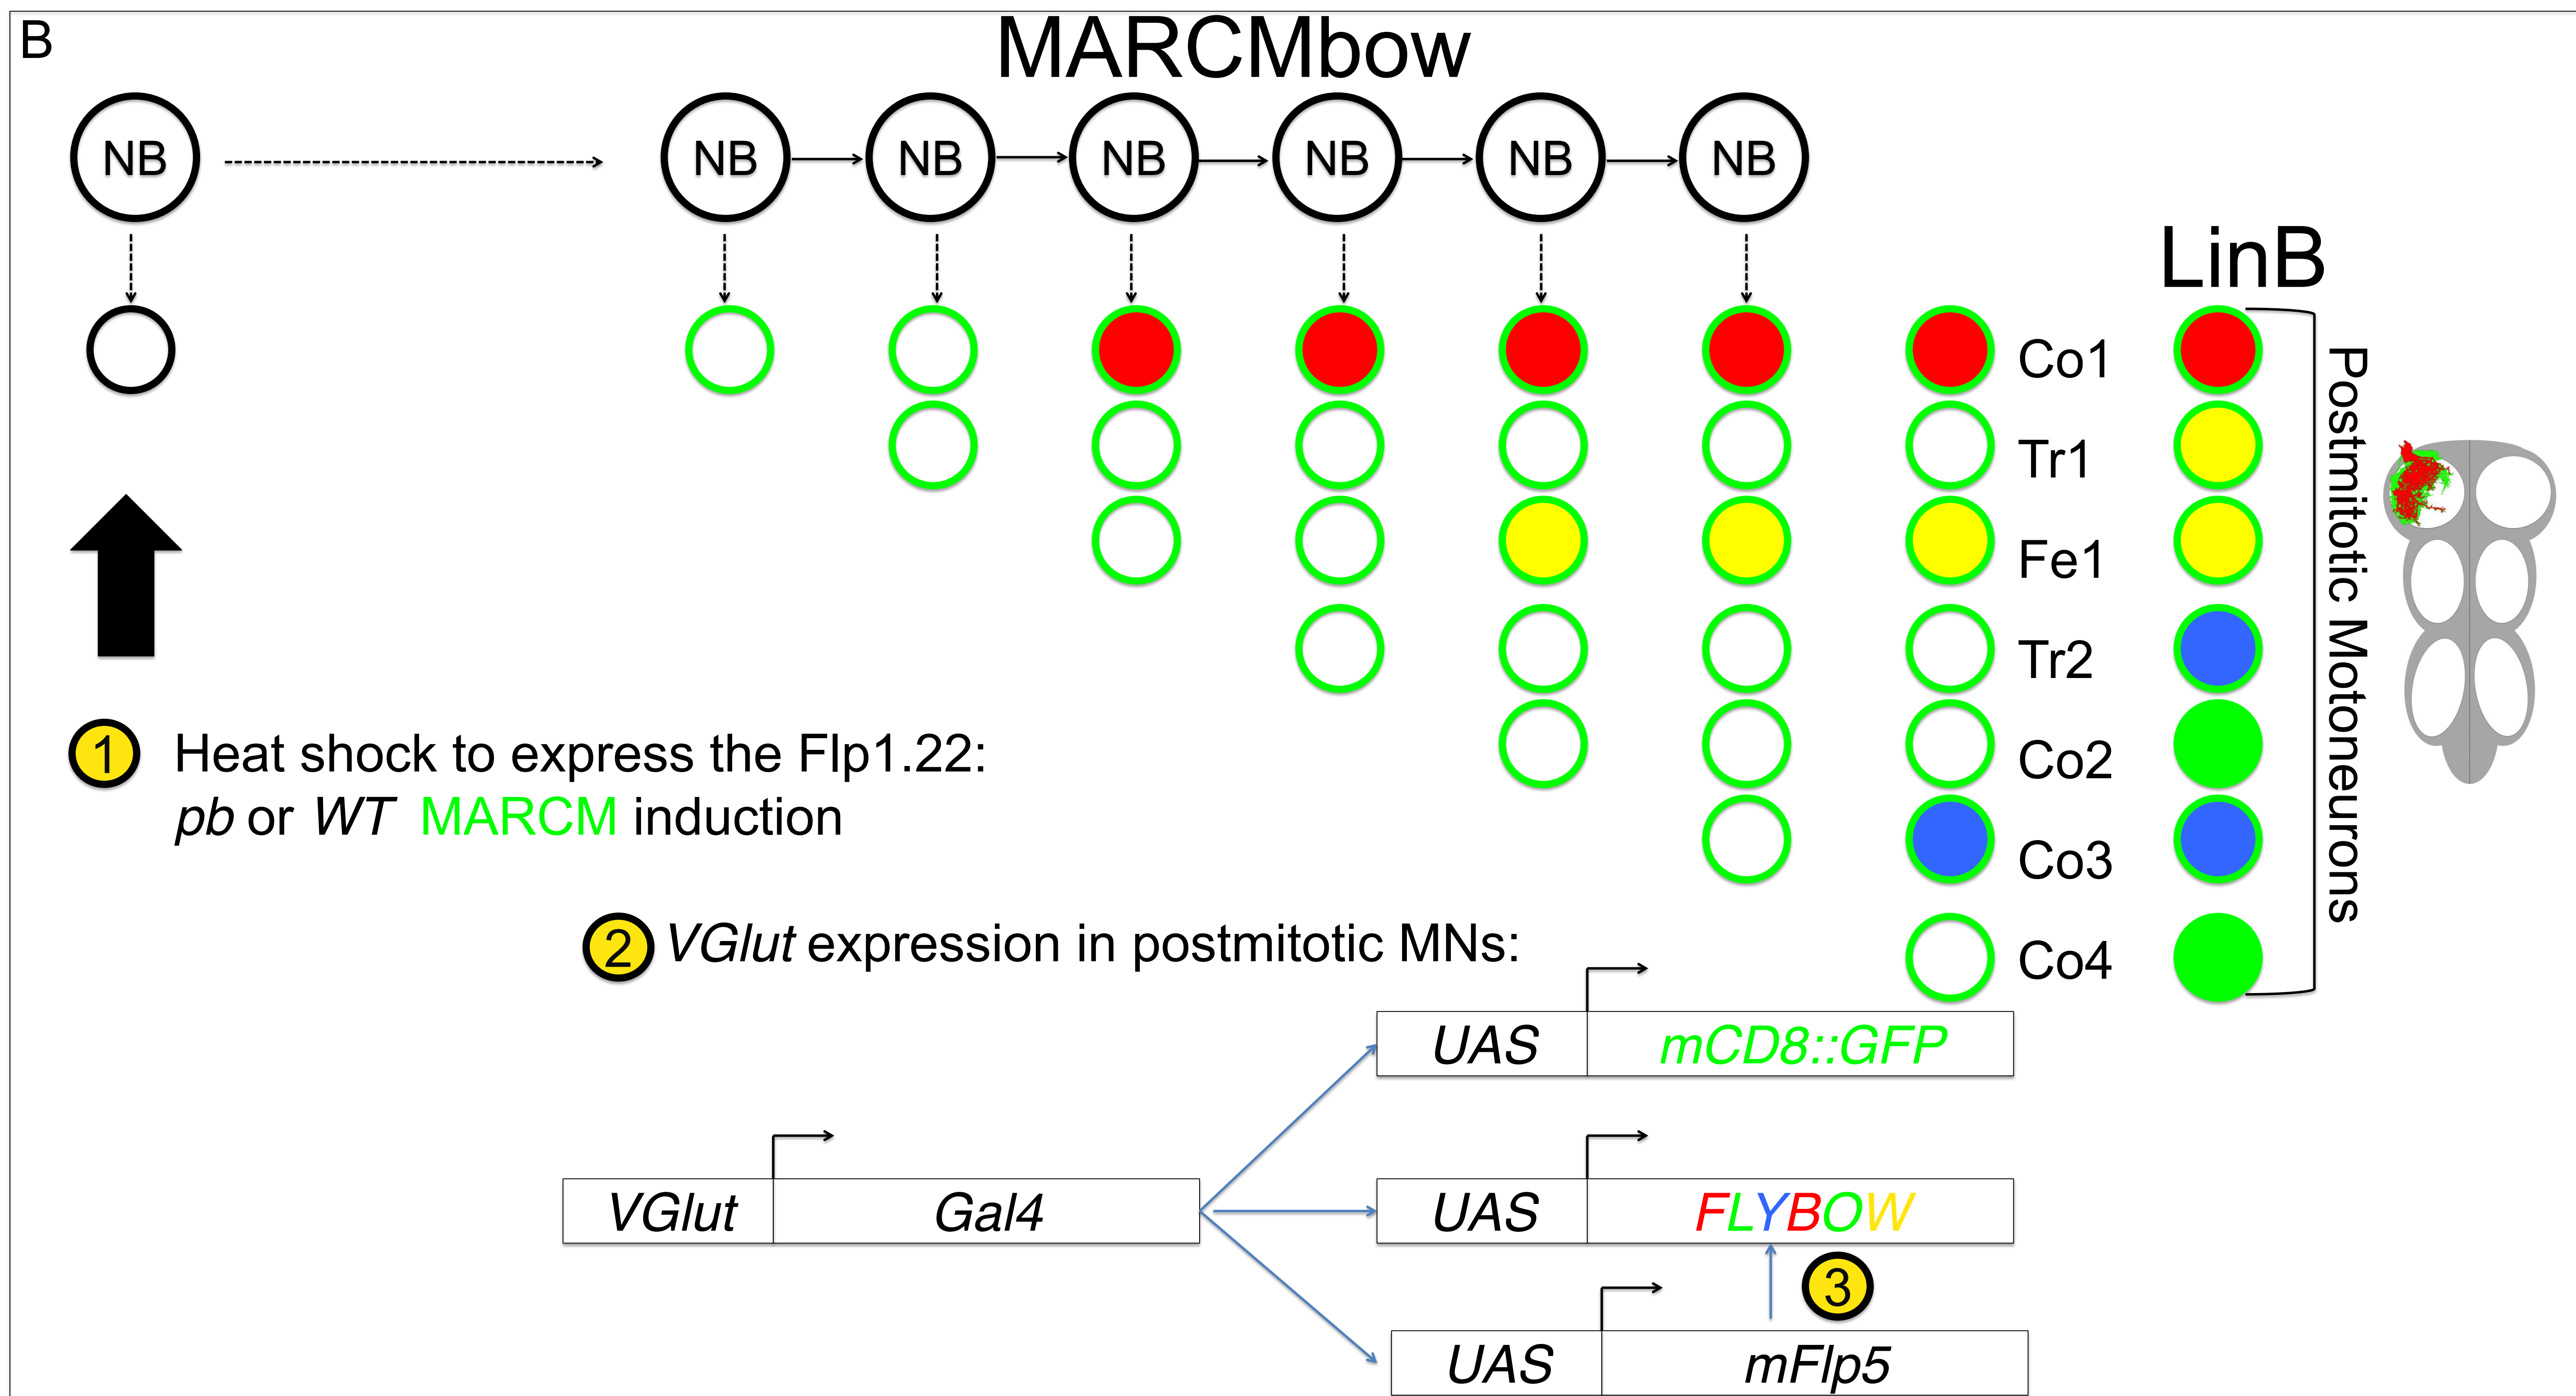 B
MARCMbow
NB
NB
NB
NB
NB
NB
NB
LinB
Co1
Tr1
Fe1
Tr2
Co2
Co3
Co4
Postmitotic Motoneurons
1 Heat shock to express the Flp1.22:
pb or WT MARCM induction
2 VGlut expression in postmitotic MNs:
UAS mCD8::GFP
VGlut Gal4
UAS FLYBOW
3
UAS mFlp5